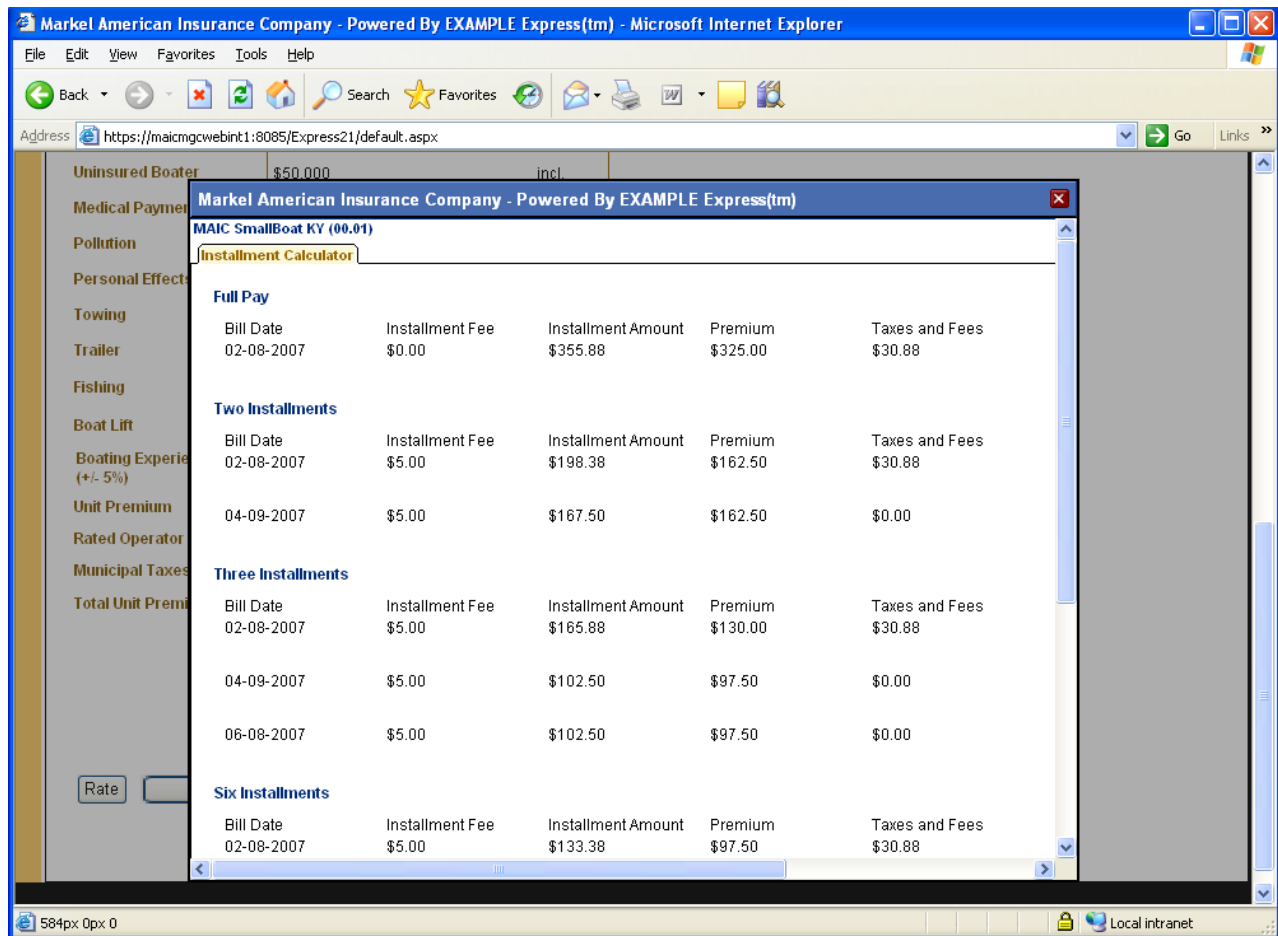 Markel American Insurance Company - Powered By EXAMPLE Express(tm) - Microsoft Internet Explorer
File Edit View Favorites Tools Help
Back Search Favorites
Address https://maicmgcwebint1:8085/Express21/default.aspx Go Links »
Uninsured Boater $50,000 incl.
Markel American Insurance Company - Powered By EXAMPLE Express(tm)
Medical Paymen
MAIC SmallBoat KY (00.01)
Pollution
Installment Calculator
Personal Effects
Full Pay
Towing
Bill Date Installment Fee Installment Amount Premium Taxes and Fees
Trailer
02-08-2007 $0.00 $355.88 $325.00 $30.88
Fishing
Two Installments
Boat Lift
Bill Date Installment Fee Installment Amount Premium Taxes and Fees
Boating Experie
02-08-2007 $5.00 $198.38 $162.50 $30.88
(+/- 5%)
Unit Premium
04-09-2007 $5.00 $167.50 $162.50 $0.00
Rated Operator
Municipal Taxes
Three Installments
Total Unit Premi
Bill Date Installment Fee Installment Amount Premium Taxes and Fees
02-08-2007 $5.00 $165.88 $130.00 $30.88
04-09-2007 $5.00 $102.50 $97.50 $0.00
06-08-2007 $5.00 $102.50 $97.50 $0.00
Rate
Six Installments
Bill Date Installment Fee Installment Amount Premium Taxes and Fees
02-08-2007 $5.00 $133.38 $97.50 $30.88
584px 0px 0 Local intranet